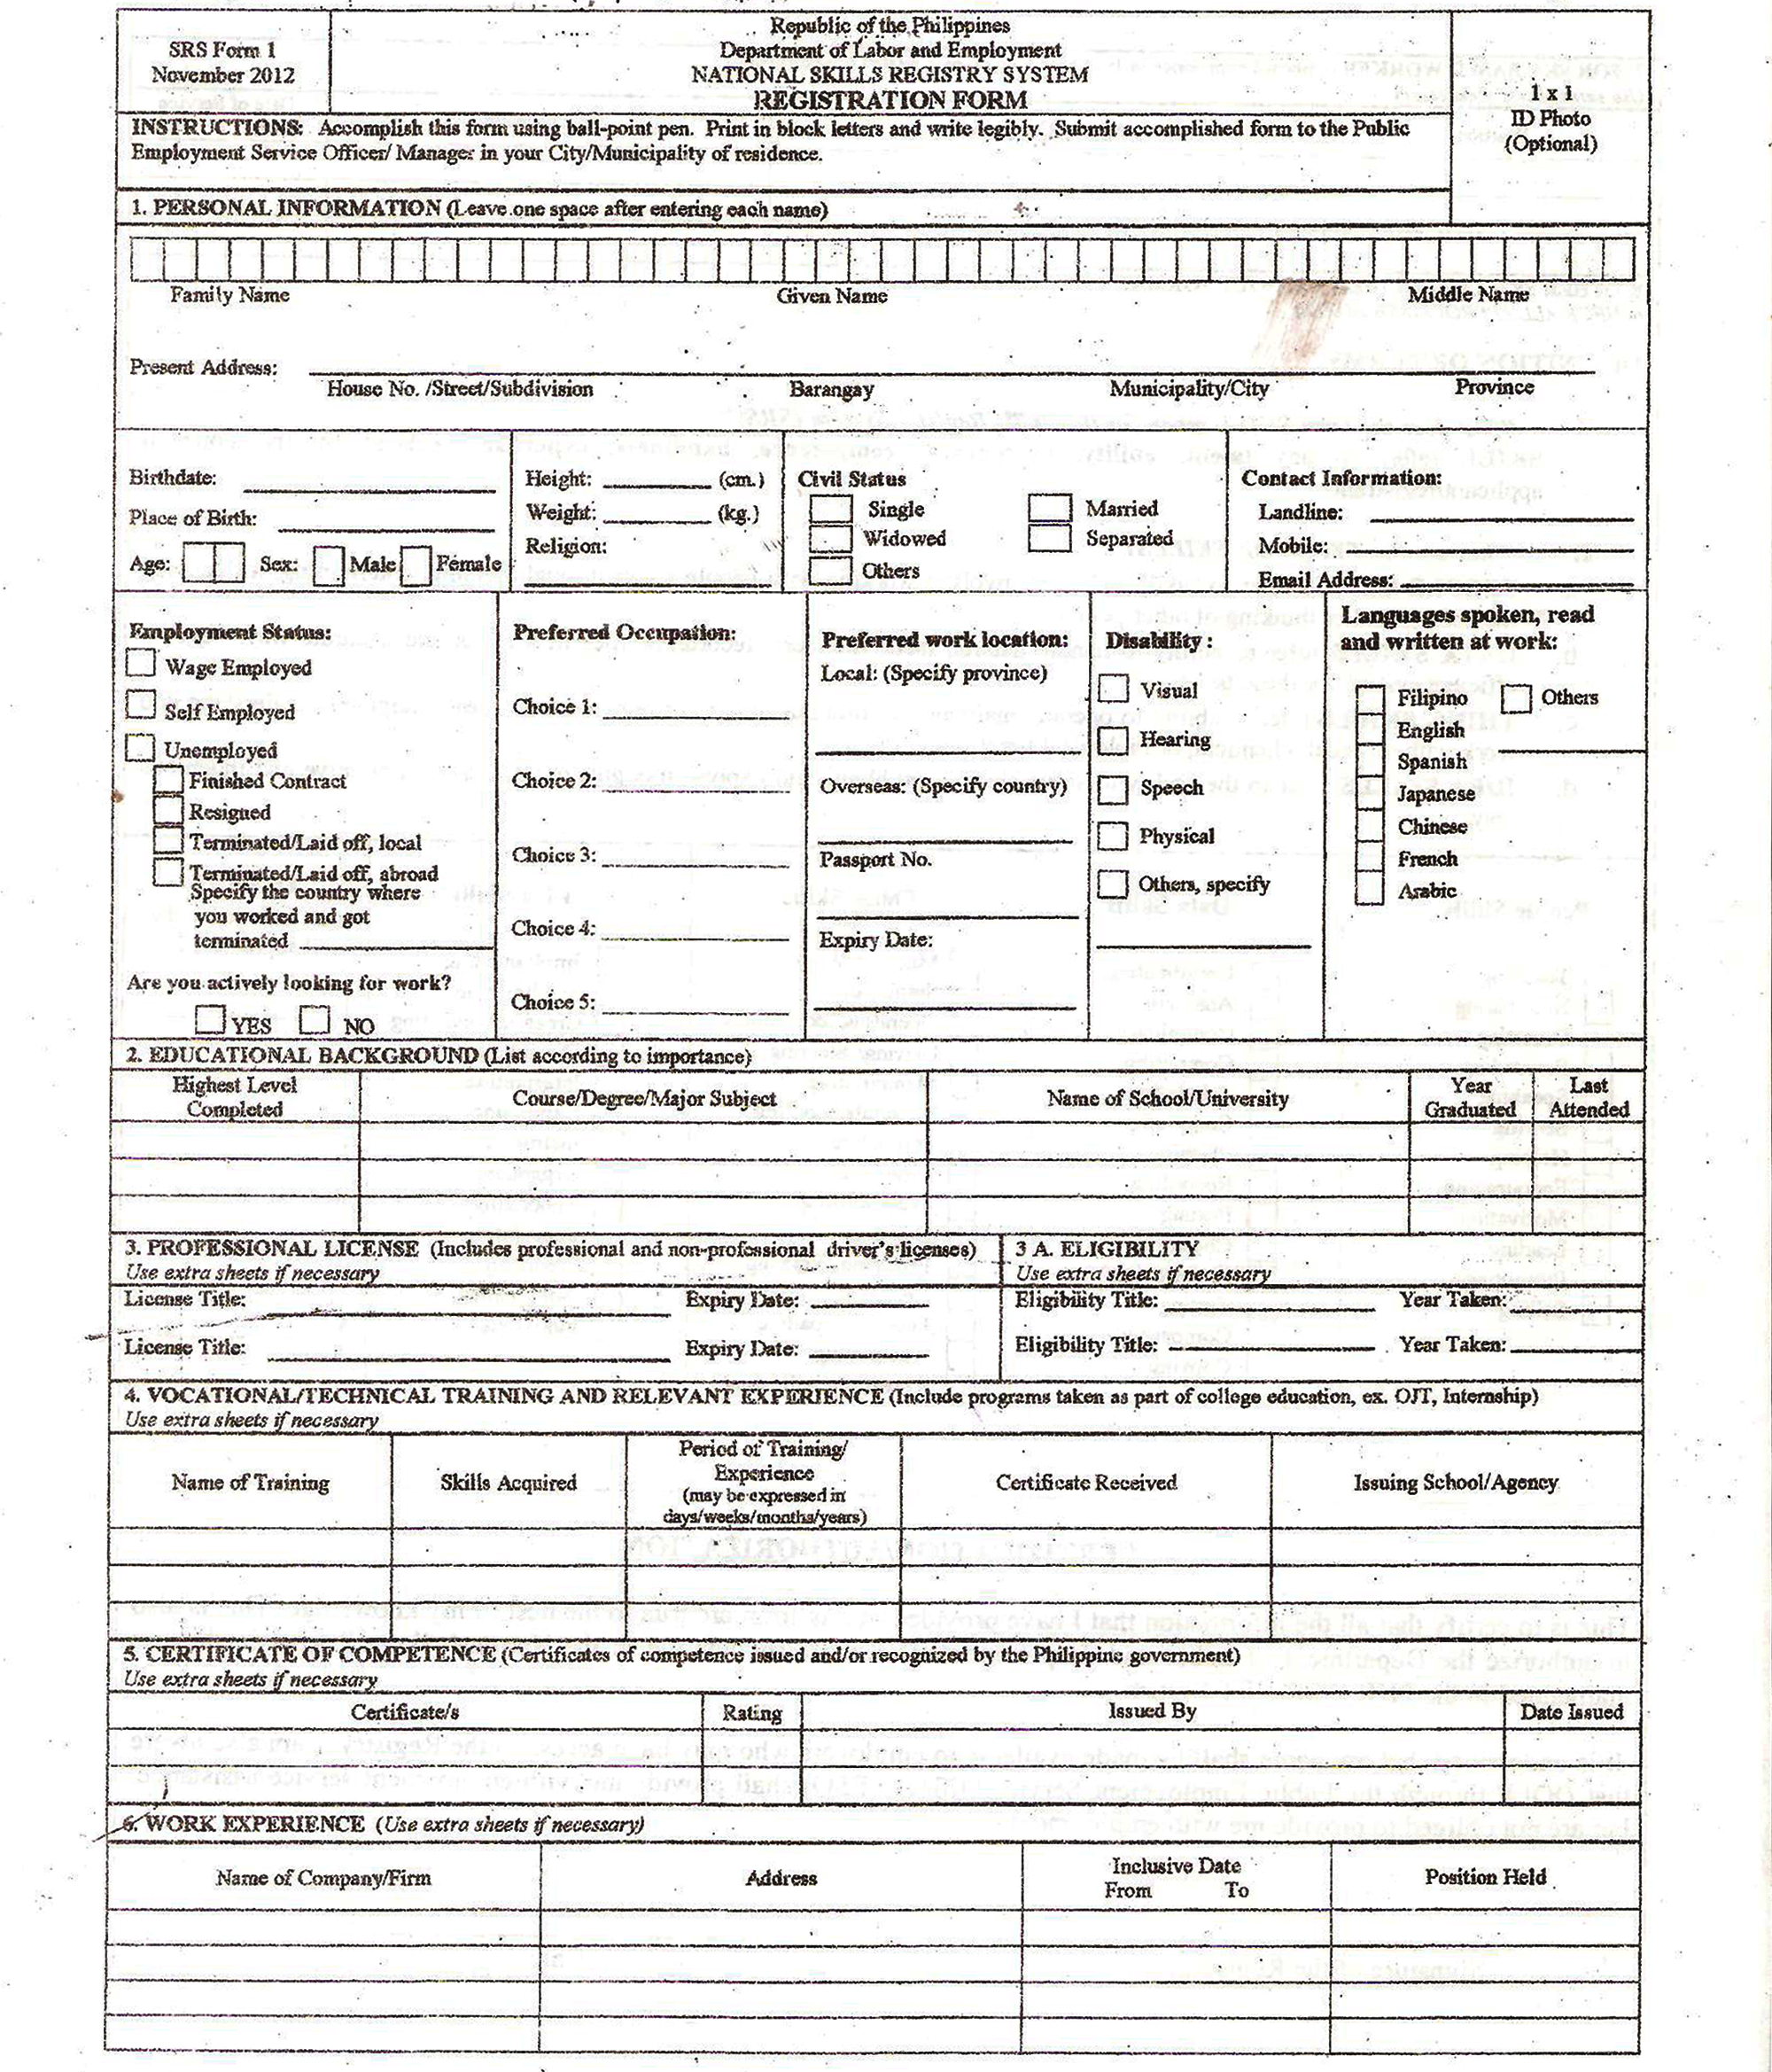 SRS Form 1
November 2012
Republic of the Philippines
Department of Labor and Employment
NATIONAL SKILLS REGISTRY SYSTEM
REGISTRATION FORM
1 x 1
ID Photo
(Optional)
INSTRUCTIONS: Accomplish this form using ball-point pen. Print in block letters and write legibly. Submit accomplished form to the Public
Employment Service Officer/ Manager in your City/Municipality of residence.
1. PERSONAL INFORMATION (Leave one space after entering each name)
Family Name Given Name Middle Name
Present Address:
House No. /Street/Subdivision Barangay Municipality/City Province
Birthdate:
Place of Birth:
Age: Sex: Male Female
Height: (cm.)
Weight: (kg.)
Religion:
Civil Status
Single Married
Widowed Separated
Others
Contact Information:
Landline:
Mobile:
Email Address:
Employment Status:
Wage Employed
Self Employed
Unemployed
Finished Contract
Resigned
Terminated/Laid off, local
Terminated/Laid off, abroad
Specify the country where
you worked and got
terminated
Are you actively looking for work?
YES NO
Preferred Occupation:
Choice 1:
Choice 2:
Choice 3:
Choice 4:
Choice 5:
Preferred work location:
Local: (Specify province)
Overseas: (Specify country)
Passport No.
Expiry Date:
Disability :
Visual
Hearing
Speech
Physical
Others, specify
Languages spoken, read
and written at work:
Filipino Others
English
Spanish
Japanese
Chinese
French
Arabic
2. EDUCATIONAL BACKGROUND (List according to importance)
Highest Level
Completed
Course/Degree/Major Subject
Name of School/University
Year
Graduated
Last
Attended
3. PROFESSIONAL LICENSE (Includes professional and non-professional driver's licenses)
Use extra sheets if necessary
3 A. ELIGIBILITY
Use extra sheets if necessary
License Title: Expiry Date: Eligibility Title: Year Taken:
License Title: Expiry Date: Eligibility Title: Year Taken:
4. VOCATIONAL/TECHNICAL TRAINING AND RELEVANT EXPERIENCE (Include programs taken as part of college education, ex. OJT, Internship)
Use extra sheets if necessary
Name of Training
Skills Acquired
Period of Training/
Experience
(may be expressed in
days/weeks/months/years)
Certificate Received
Issuing School/Agency
5. CERTIFICATE OF COMPETENCE (Certificates of competence issued and/or recognized by the Philippine government)
Use extra sheets if necessary
Certificate/s Rating Issued By Date Issued
6. WORK EXPERIENCE (Use extra sheets if necessary)
Name of Company/Firm
Address
Inclusive Date
From To
Position Held